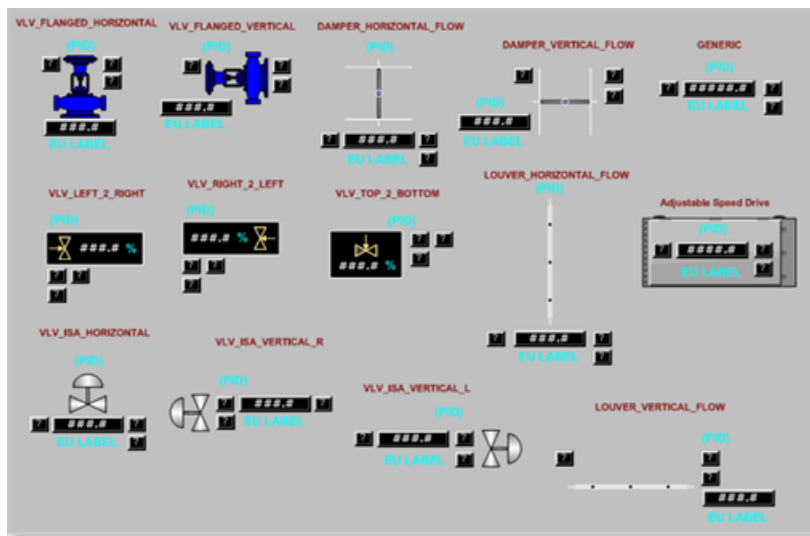 VLV_FLANGED_HORIZONTAL
(PID)
?
?
?
###.#
EU LABEL
VLV_FLANGED_VERTICAL
(PID)
?
?
?
###.#
EU LABEL
DAMPER_HORIZONTAL_FLOW
(PID)
?
###.#
?
EU LABEL
?
DAMPER_VERTICAL_FLOW
(PID)
?
?
?
###.#
EU LABEL
GENERIC
(PID)
?
#####.#
?
EU LABEL
?
VLV_LEFT_2_RIGHT
(PID)
###.# %
?
?
?
VLV_RIGHT_2_LEFT
(PID)
###.# %
?
?
?
VLV_TOP_2_BOTTOM
(PID)
###.# %
?
?
?
LOUVER_HORIZONTAL_FLOW
(PID)
?
###.#
?
EU LABEL
?
Adjustable Speed Drive
(PID)
?
####.#
?
EU LABEL
?
VLV_ISA_HORIZONTAL
(PID)
?
###.#
?
EU LABEL
?
VLV_ISA_VERTICAL_R
(PID)
?
###.#
?
?
EU LABEL
VLV_ISA_VERTICAL_L
(PID)
?
###.#
?
EU LABEL
?
LOUVER_VERTICAL_FLOW
(PID)
?
?
?
###.#
EU LABEL